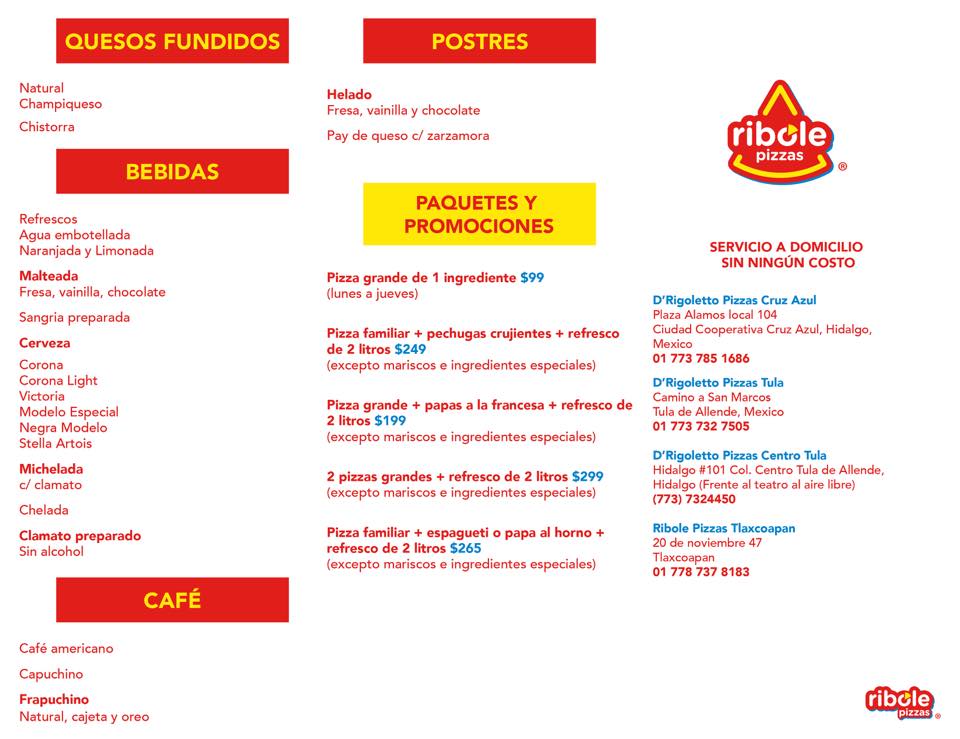 QUESOS FUNDIDOS
Natural
Champiqueso
Chistorra
BEBIDAS
Refrescos
Agua embotellada
Naranjada y Limonada
Malteada
Fresa, vainilla, chocolate
Sangria preparada
Cerveza
Corona
Corona Light
Victoria
Modelo Especial
Negra Modelo
Stella Artois
Michelada
c/ clamato
Chelada
Clamato preparado
Sin alcohol
CAFÉ
Café americano
Capuchino
Frapuchino
Natural, cajeta y oreo
POSTRES
Helado
Fresa, vainilla y chocolate
Pay de queso c/ zarzamora
PAQUETES Y
PROMOCIONES
Pizza grande de 1 ingrediente $99
(lunes a jueves)
Pizza familiar + pechugas crujientes + refresco
de 2 litros $249
(excepto mariscos e ingredientes especiales)
Pizza grande + papas a la francesa + refresco de
2 litros $199
(excepto mariscos e ingredientes especiales)
2 pizzas grandes + refresco de 2 litros $299
(excepto mariscos e ingredientes especiales)
Pizza familiar + espagueti o papa al horno +
refresco de 2 litros $265
(excepto mariscos e ingredientes especiales)
ribole
pizzas
®
SERVICIO A DOMICILIO
SIN NINGÚN COSTO
D'Rigoletto Pizzas Cruz Azul
Plaza Alamos local 104
Ciudad Cooperativa Cruz Azul, Hidalgo,
Mexico
01 773 785 1686
D'Rigoletto Pizzas Tula
Camino a San Marcos
Tula de Allende, Mexico
01 773 732 7505
D'Rigoletto Pizzas Centro Tula
Hidalgo #101 Col. Centro Tula de Allende,
Hidalgo (Frente al teatro al aire libre)
(773) 7324450
Ribole Pizzas Tlaxcoapan
20 de noviembre 47
Tlaxcoapan
01 778 737 8183
ribole
pizzas
®